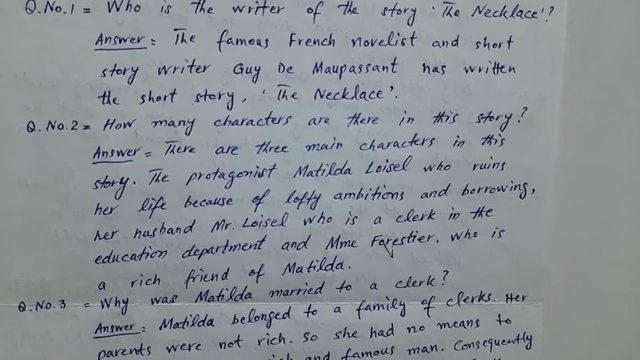 Q.No.1 = Who is the writer of the story 'The Necklace'?
Answer = The famous French novelist and short
story writer Guy De Maupassant has written
the short story, 'The Necklace'.
Q.No.2 = How many characters are there in this story?
Answer = There are three main characters in this
story. The protagonist Matilda Loisel who ruins
her life because of lofty ambitions and borrowing,
her husband Mr. Loisel who is a clerk in the
education department and Mme Forestier, who is
a rich friend of Matilda.
Q.No.3 = Why was Matilda married to a clerk?
Answer: Matilda belonged to a family of clerks. Her
parents were not rich. So she had no means to
and famous man. Consequently